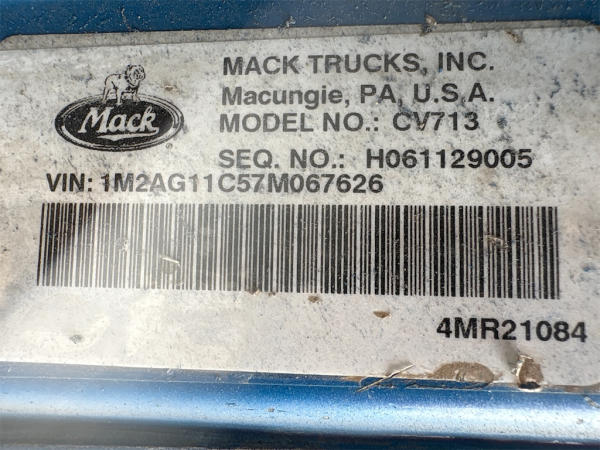 MACK TRUCKS, INC.
Macungie, PA, U.S.A.
Mack
MODEL NO.: CV713
SEQ. NO.: H061129005
VIN: 1M2AG11C57M067626
4MR21084